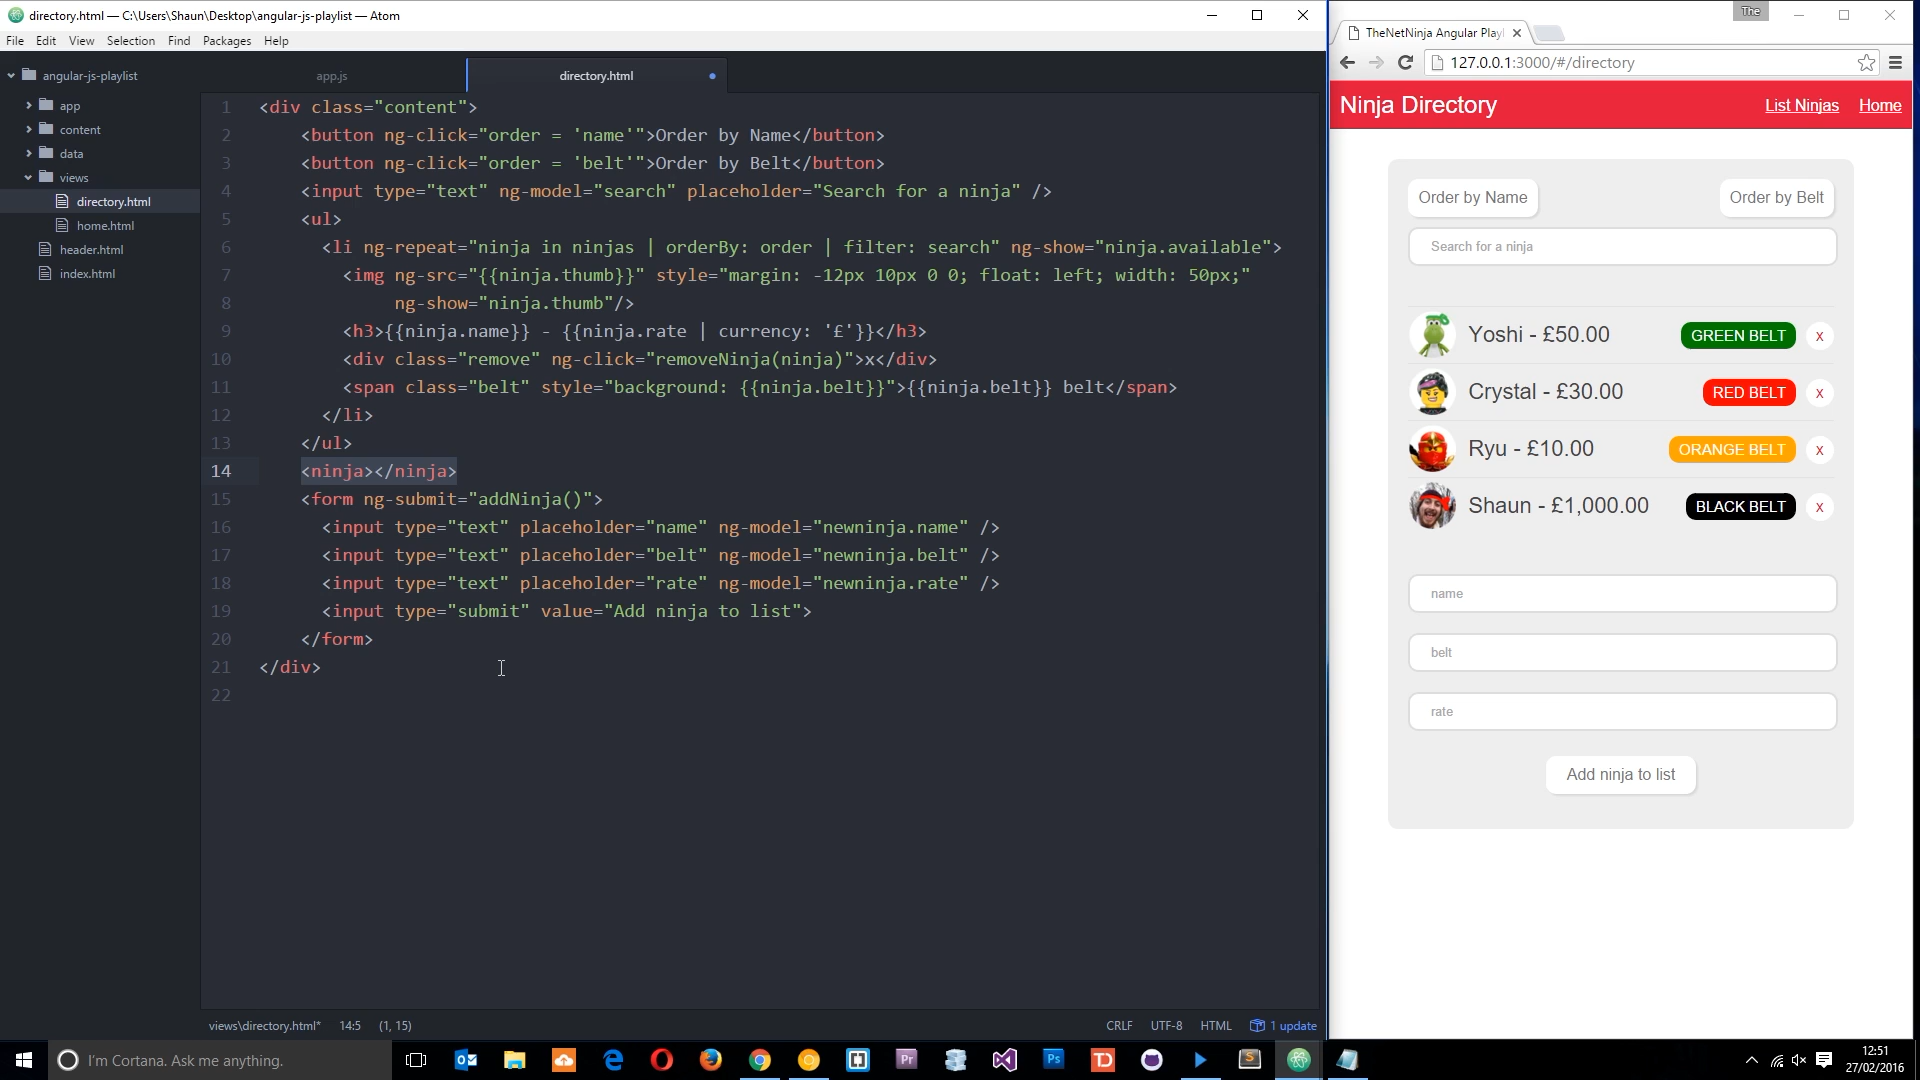 directory.html — C:\Users\Shaun\Desktop\angular-js-playlist — Atom
File Edit View Selection Find Packages Help
angular-js-playlist
app
content
data
views
directory.html
home.html
header.html
index.html
app.js
directory.html
1 <div class="content">
2 <button ng-click="order = 'name'">Order by Name</button>
3 <button ng-click="order = 'belt'">Order by Belt</button>
4 <input type="text" ng-model="search" placeholder="Search for a ninja" />
5 <ul>
6 <li ng-repeat="ninja in ninjas | orderBy: order | filter: search" ng-show="ninja.available">
7 <img ng-src="{{ninja.thumb}}" style="margin: -12px 10px 0 0; float: left; width: 50px;"
8 ng-show="ninja.thumb"/>
9 <h3>{{ninja.name}} - {{ninja.rate | currency: '£'}}</h3>
10 <div class="remove" ng-click="removeNinja(ninja)">x</div>
11 <span class="belt" style="background: {{ninja.belt}}">{{ninja.belt}} belt</span>
12 </li>
13 </ul>
14 <ninja></ninja>
15 <form ng-submit="addNinja()">
16 <input type="text" placeholder="name" ng-model="newninja.name" />
17 <input type="text" placeholder="belt" ng-model="newninja.belt" />
18 <input type="text" placeholder="rate" ng-model="newninja.rate" />
19 <input type="submit" value="Add ninja to list">
20 </form>
21 </div>
22
views\directory.html* 14:5 (1, 15)
CRLF UTF-8 HTML 1 update
The
TheNetNinja Angular Play
127.0.0.1:3000/#/directory
Ninja Directory List Ninjas Home
Order by Name Order by Belt
Search for a ninja
Yoshi - £50.00 GREEN BELT x
Crystal - £30.00 RED BELT x
Ryu - £10.00 ORANGE BELT x
Shaun - £1,000.00 BLACK BELT x
name
belt
rate
Add ninja to list
I'm Cortana. Ask me anything.
Pr
Ps
TD
S
12:51
27/02/2016